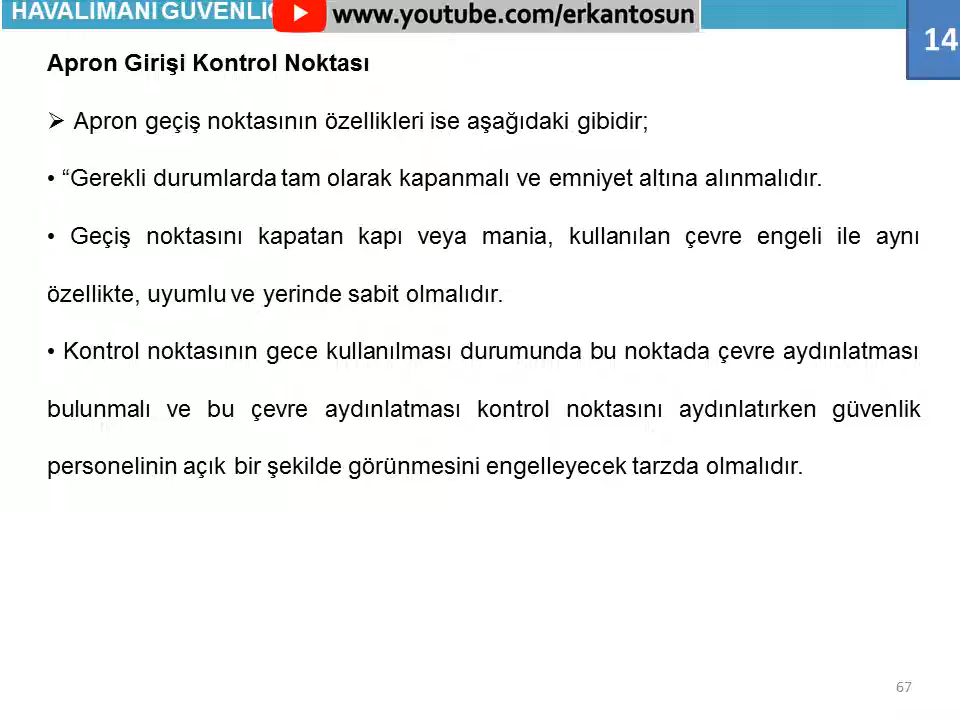 HAVALİMANI GÜVENLİĞ
www.youtube.com/erkantosun
14
Apron Girişi Kontrol Noktası
➢ Apron geçiş noktasının özellikleri ise aşağıdaki gibidir;
• “Gerekli durumlarda tam olarak kapanmalı ve emniyet altına alınmalıdır.
• Geçiş noktasını kapatan kapı veya mania, kullanılan çevre engeli ile aynı
özellikte, uyumlu ve yerinde sabit olmalıdır.
• Kontrol noktasının gece kullanılması durumunda bu noktada çevre aydınlatması
bulunmalı ve bu çevre aydınlatması kontrol noktasını aydınlatırken güvenlik
personelinin açık bir şekilde görünmesini engelleyecek tarzda olmalıdır.
67